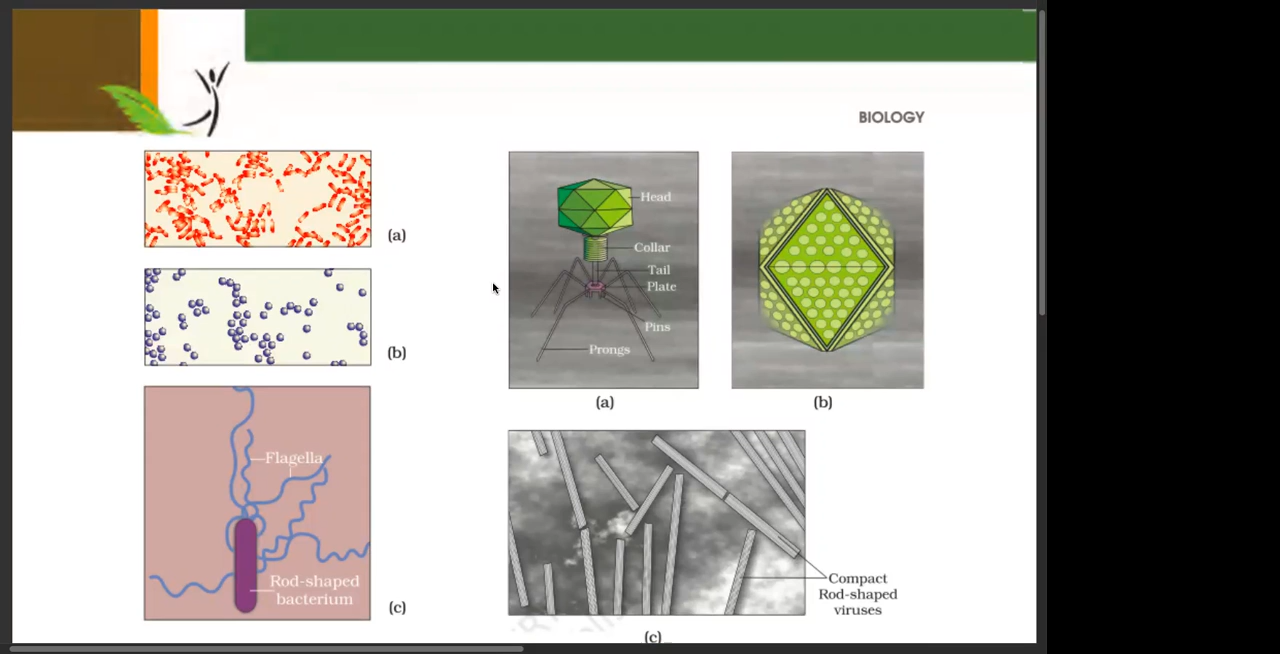 BIOLOGY
(a)
(b)
Flagella
Rod-shaped
bacterium
(c)
Head
Collar
Tail
Plate
Pins
Prongs
(a)
(b)
Compact
Rod-shaped
viruses
(c)